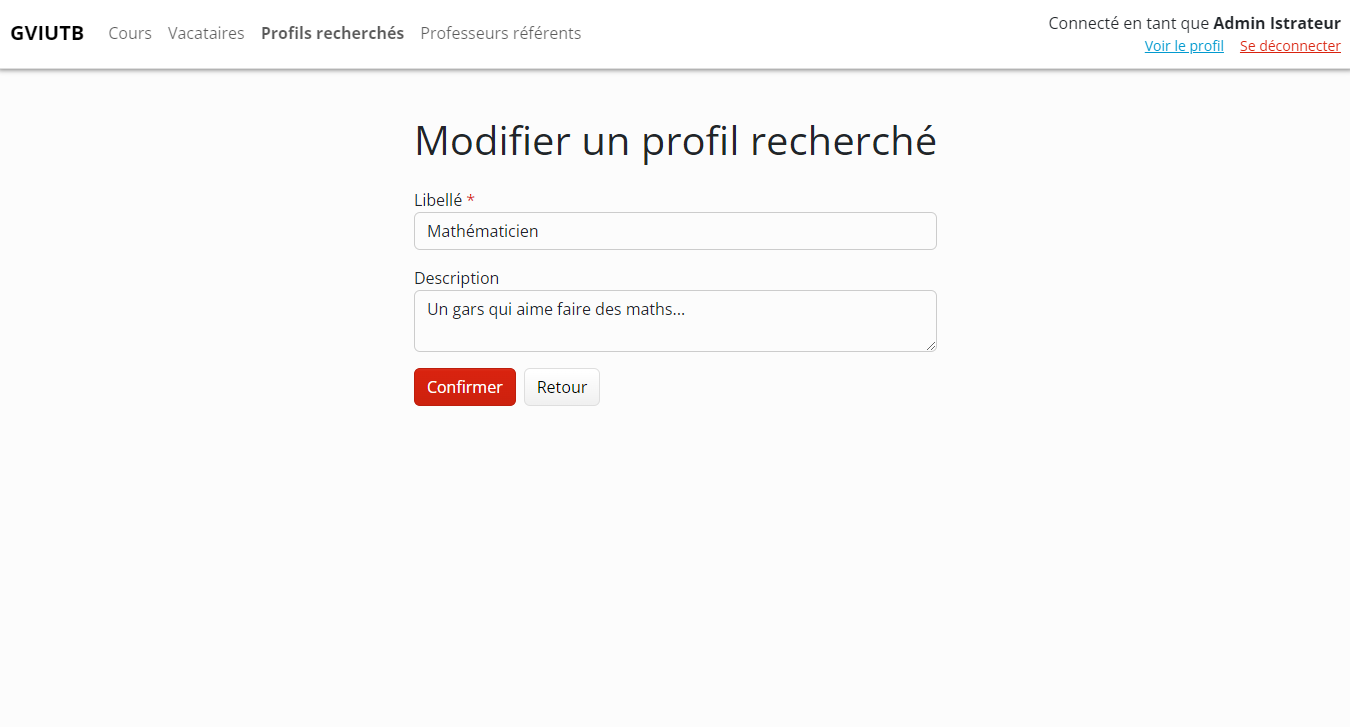 GVIUTB Cours Vacataires Profils recherchés Professeurs référents
Connecté en tant que Admin Istrateur
Voir le profil Se déconnecter
Modifier un profil recherché
Libellé *
Mathématicien
Description
Un gars qui aime faire des maths...
Confirmer Retour